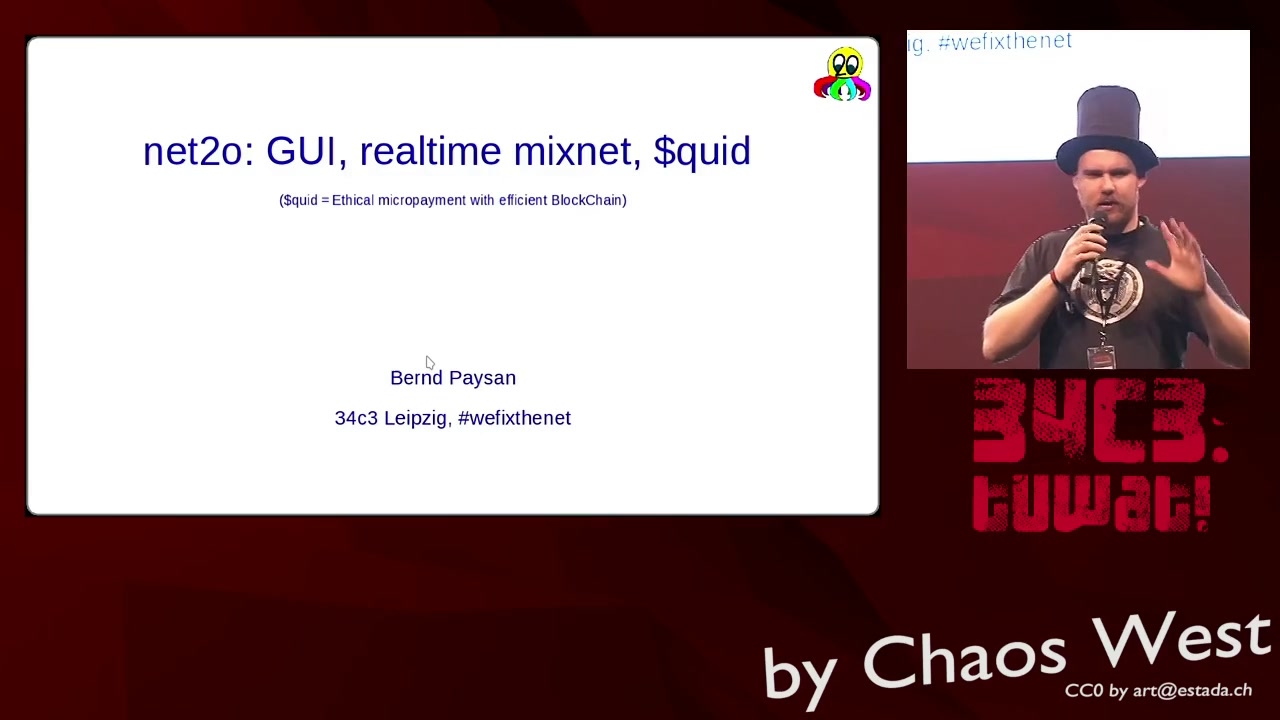 net2o: GUI, realtime mixnet, $quid
($quid = Ethical micropayment with efficient BlockChain)
Bernd Paysan
34c3 Leipzig, #wefixthenet
ig, #wefixthenet
34C3:
tuwat!
by Chaos West
CC0 by art@estada.ch